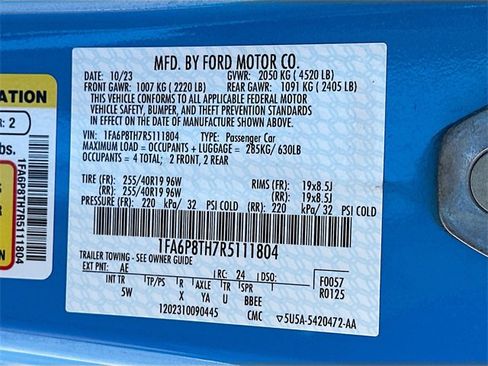 MFD. BY FORD MOTOR CO.
DATE: 10/23 GVWR: 2050 KG ( 4520 LB)
FRONT GAWR: 1007 KG ( 2220 LB) REAR GAWR: 1091 KG ( 2405 LB)
THIS VEHICLE CONFORMS TO ALL APPLICABLE FEDERAL MOTOR
VEHICLE SAFETY, BUMPER, AND THEFT PREVENTION STANDARDS
IN EFFECT ON THE DATE OF MANUFACTURE SHOWN ABOVE.
VIN: 1FA6P8TH7R5111804 TYPE: Passenger Car
MAXIMUM LOAD = OCCUPANTS + LUGGAGE = 285KG/ 630LB
OCCUPANTS = 4 TOTAL; 2 FRONT, 2 REAR
TIRE (FR): 255/40R19 96W RIMS (FR): 19x8.5J
TIRE (RR): 255/40R19 96W RIMS (RR): 19x8.5J
PRESSURE (FR): 220 kPa/ 32 PSI COLD (RR): 220 kPa/ 32 PSI COLD
1FA6P8TH7R5111804
TRAILER TOWING - SEE OWNER GUIDE
EXT PNT: AE RC: 24 DSO:
INT TR TP/PS R AXLE TR SPR
5W X YA U BBEE
F0057
R0125
1202310090445 CMC 5U5A-5420472-AA
ATION
R: 2
1FA6P8TH7R5111804